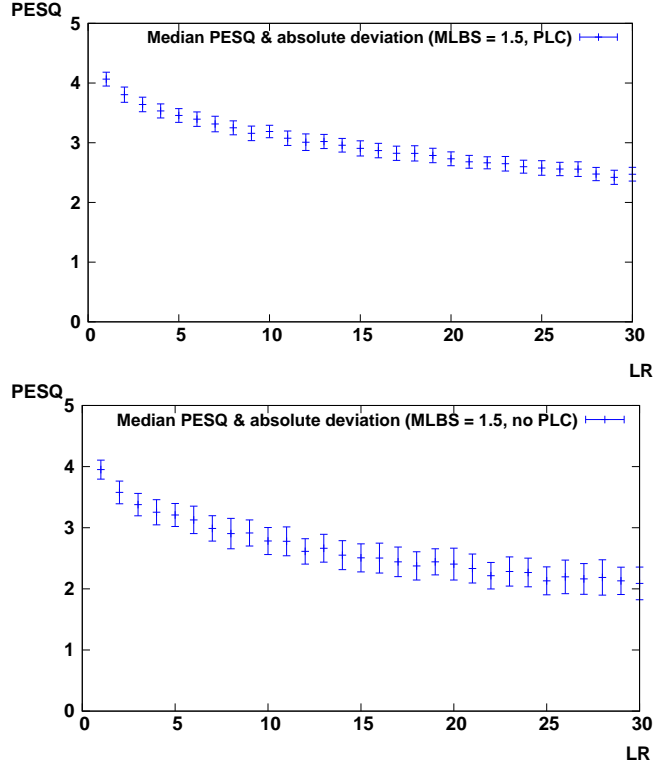 PESQ
5
Median PESQ & absolute deviation (MLBS = 1.5, PLC)
4
3
2
1
0
0 5 10 15 20 25 30
LR
PESQ
5
Median PESQ & absolute deviation (MLBS = 1.5, no PLC)
4
3
2
1
0
0 5 10 15 20 25 30
LR